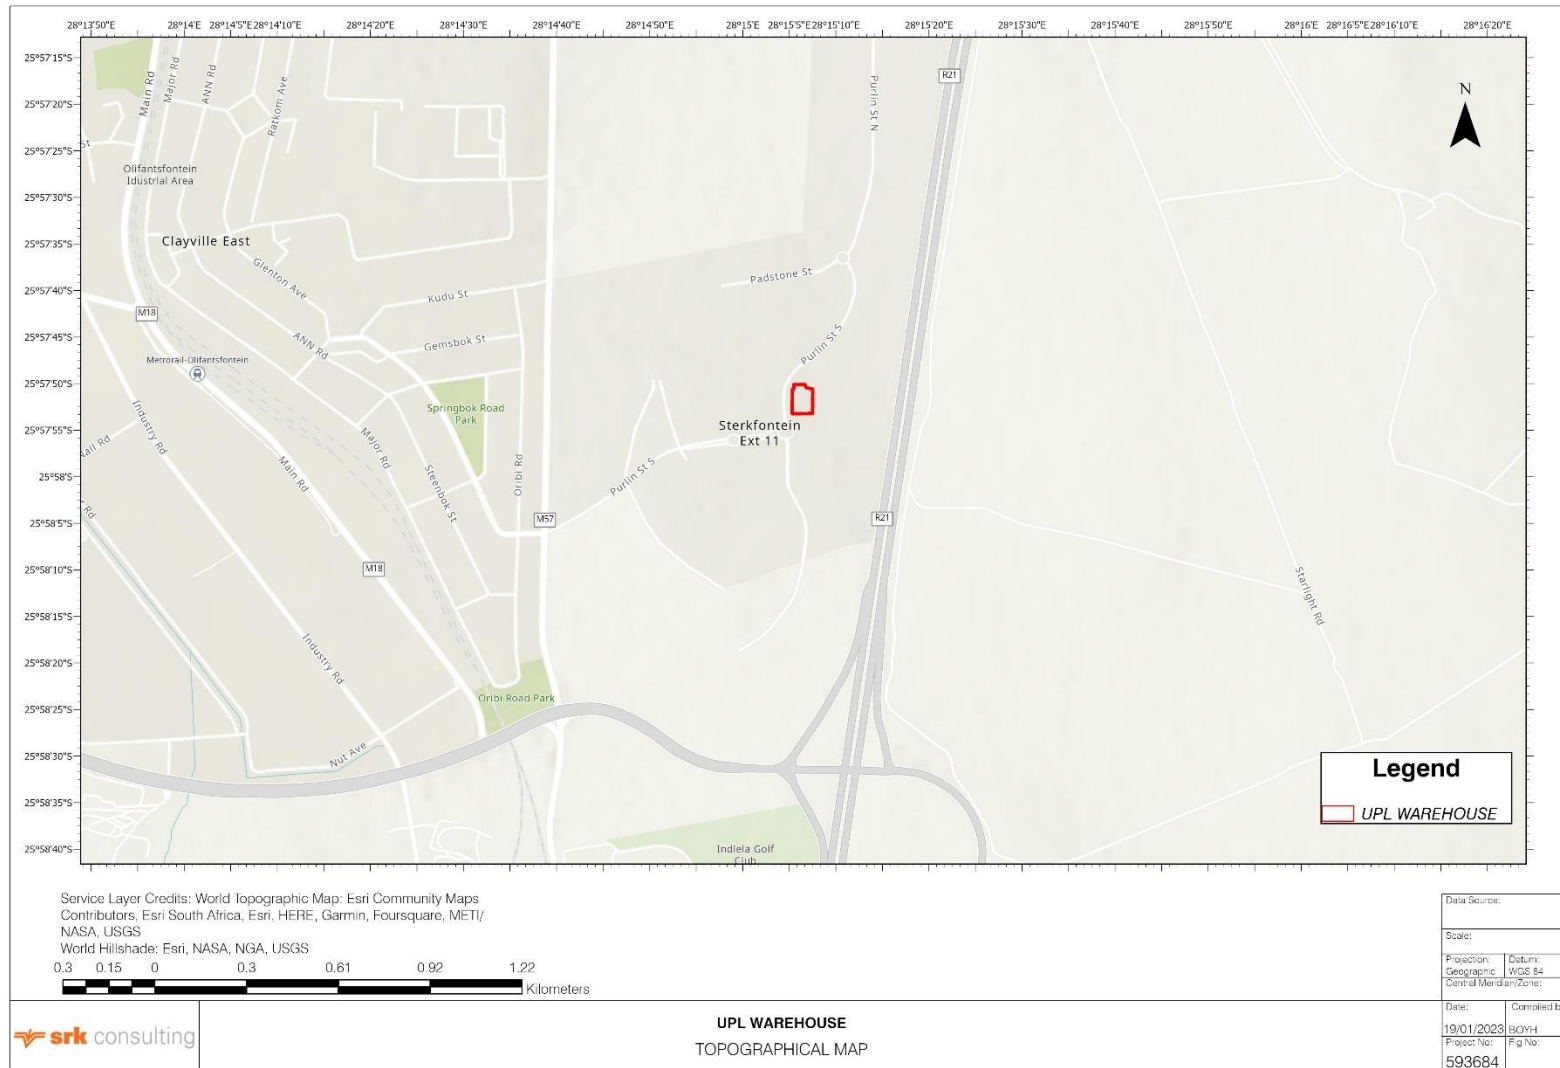 28°13'50"E 28°14'E 28°14'5"E 28°14'10"E 28°14'20"E 28°14'30"E 28°14'40"E 28°14'50"E 28°15'E 28°15'5"E 28°15'10"E 28°15'20"E 28°15'30"E 28°15'40"E 28°15'50"E 28°16'E 28°16'5"E 28°16'10"E 28°16'20"E
25°57'15"S
25°57'20"S
25°57'25"S
25°57'30"S
25°57'35"S
25°57'40"S
25°57'45"S
25°57'50"S
25°57'55"S
25°58'S
25°58'5"S
25°58'10"S
25°58'15"S
25°58'20"S
25°58'25"S
25°58'30"S
25°58'35"S
25°58'40"S
Main Rd
Major Rd
ANN Rd
Ratkom Ave
St
Olifantsfontein
Idustrial Area
Clayville East
Glenton Ave
Kudu St
Gemsbok St
ANN Rd
M18
Metrorail-Olifantsfontein
Springbok Road
Park
Industry Rd
Nail Rd
Main Rd
Major Rd
Steenbok St
Oribi Rd
Rd
M57
M18
Industry Rd
Nut Ave
Oribi Road Park
R21
Purlin St N
Padstone St
Purlin St S
Sterkfontein
Ext 11
Purlin St S
R21
Starlight Rd
Indlela Golf
Club
N
Legend
UPL WAREHOUSE
Service Layer Credits: World Topographic Map: Esri Community Maps
Contributors, Esri South Africa, Esri, HERE, Garmin, Foursquare, METI/
NASA, USGS
World Hillshade: Esri, NASA, NGA, USGS
0.3 0.15 0 0.3 0.61 0.92 1.22
Kilometers
srk consulting
UPL WAREHOUSE
TOPOGRAPHICAL MAP
Data Source:
Scale:
Projection: Datum:
Geographic WGS 84
Central Meridian/Zone:
Date: Compiled b
19/01/2023 BOYH
Project No: Fig No:
593684